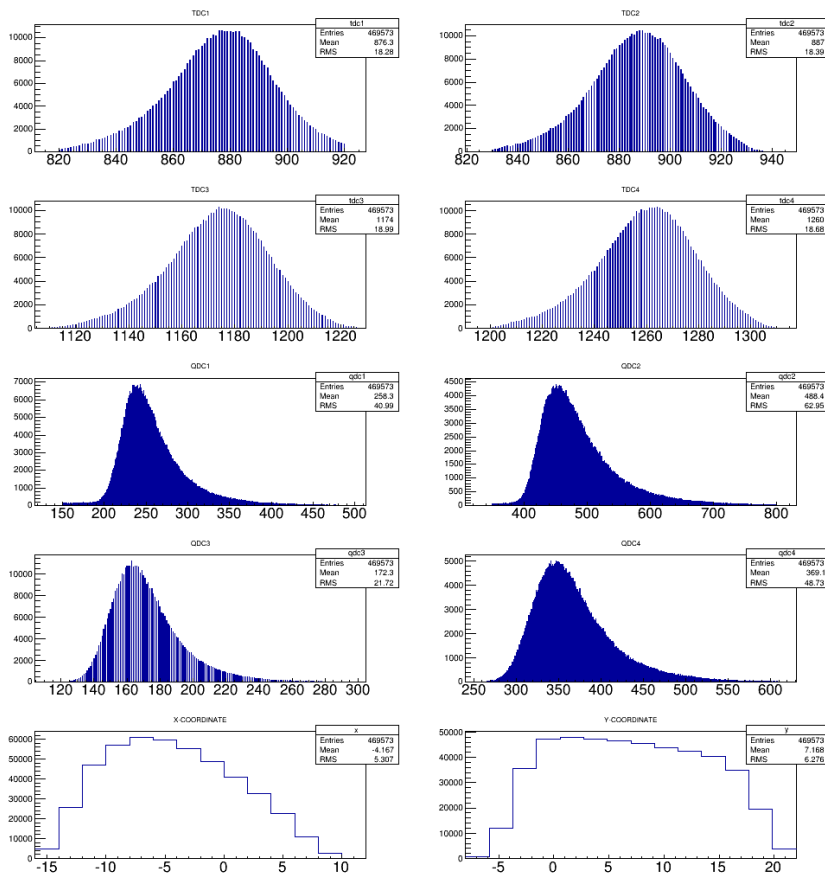 TDC1
tdc1
Entries 469573
Mean 876.3
RMS 18.28
10000
8000
6000
4000
2000
0
820 840 860 880 900 920
TDC2
tdc2
Entries 469573
Mean 887
RMS 18.39
10000
8000
6000
4000
2000
0
820 840 860 880 900 920 940
TDC3
tdc3
Entries 469573
Mean 1174
RMS 18.99
10000
8000
6000
4000
2000
0
1120 1140 1160 1180 1200 1220
TDC4
tdc4
Entries 469573
Mean 1260
RMS 18.68
10000
8000
6000
4000
2000
0
1200 1220 1240 1260 1280 1300
QDC1
qdc1
Entries 469573
Mean 258.3
RMS 40.99
7000
6000
5000
4000
3000
2000
1000
0
150 200 250 300 350 400 450 500
QDC2
qdc2
Entries 469573
Mean 488.4
RMS 62.95
4500
4000
3500
3000
2500
2000
1500
1000
500
0
400 500 600 700 800
QDC3
qdc3
Entries 469573
Mean 172.3
RMS 21.72
10000
8000
6000
4000
2000
0
120 140 160 180 200 220 240 260 280 300
QDC4
qdc4
Entries 469573
Mean 369.1
RMS 48.73
5000
4000
3000
2000
1000
0
250 300 350 400 450 500 550 600
X-COORDINATE
x
Entries 469573
Mean -4.167
RMS 5.307
60000
50000
40000
30000
20000
10000
0
-15 -10 -5 0 5 10
Y-COORDINATE
y
Entries 469573
Mean 7.168
RMS 6.276
50000
40000
30000
20000
10000
0
-5 0 5 10 15 20